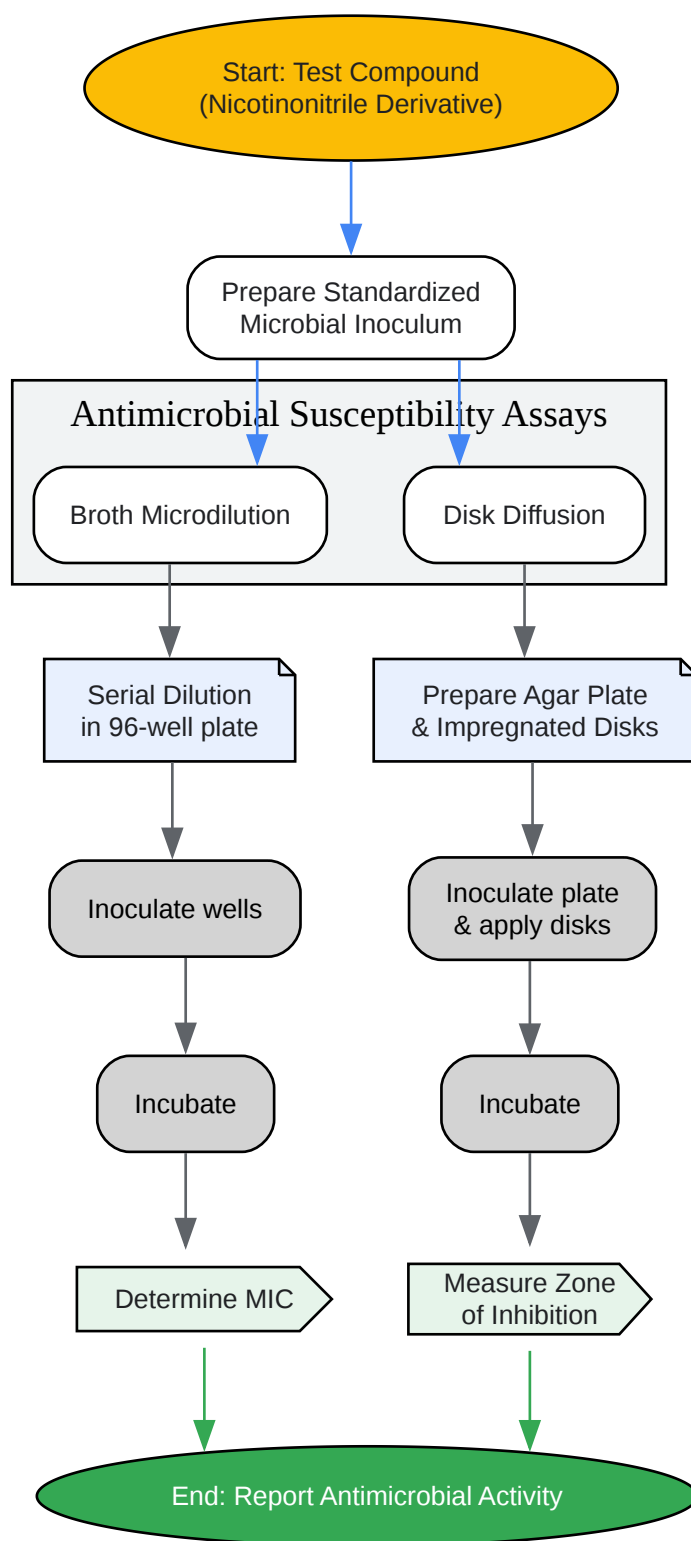 Start: Test Compound
(Nicotinonitrile Derivative)
Prepare Standardized
Microbial Inoculum
Antimicrobial Susceptibility Assays
Broth Microdilution
Disk Diffusion
Serial Dilution
in 96-well plate
Prepare Agar Plate
& Impregnated Disks
Inoculate wells
Inoculate plate
& apply disks
Incubate
Incubate
Determine MIC
Measure Zone
of Inhibition
End: Report Antimicrobial Activity